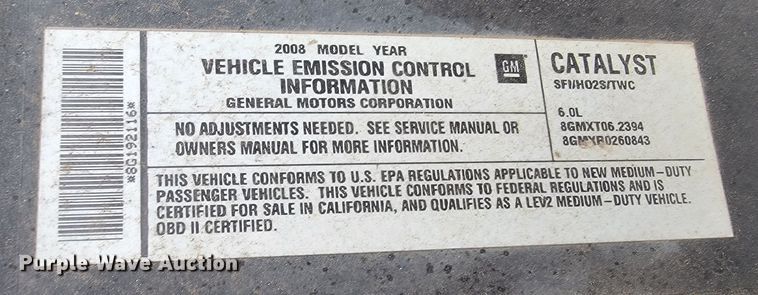 2008 MODEL YEAR
VEHICLE EMISSION CONTROL
INFORMATION
GENERAL MOTORS CORPORATION
GM
CATALYST
SFI/HO2S/TWC
6.0L
8GMXT06.2394
8GMXR0260843
NO ADJUSTMENTS NEEDED. SEE SERVICE MANUAL OR
OWNERS MANUAL FOR MORE INFORMATION.
THIS VEHICLE CONFORMS TO U.S. EPA REGULATIONS APPLICABLE TO NEW MEDIUM-DUTY
PASSENGER VEHICLES. THIS VEHICLE CONFORMS TO FEDERAL REGULATIONS AND IS
CERTIFIED FOR SALE IN CALIFORNIA, AND QUALIFIES AS A LEV2 MEDIUM-DUTY VEHICLE.
OBD II CERTIFIED.
*8G192116*
Purple Wave Auction